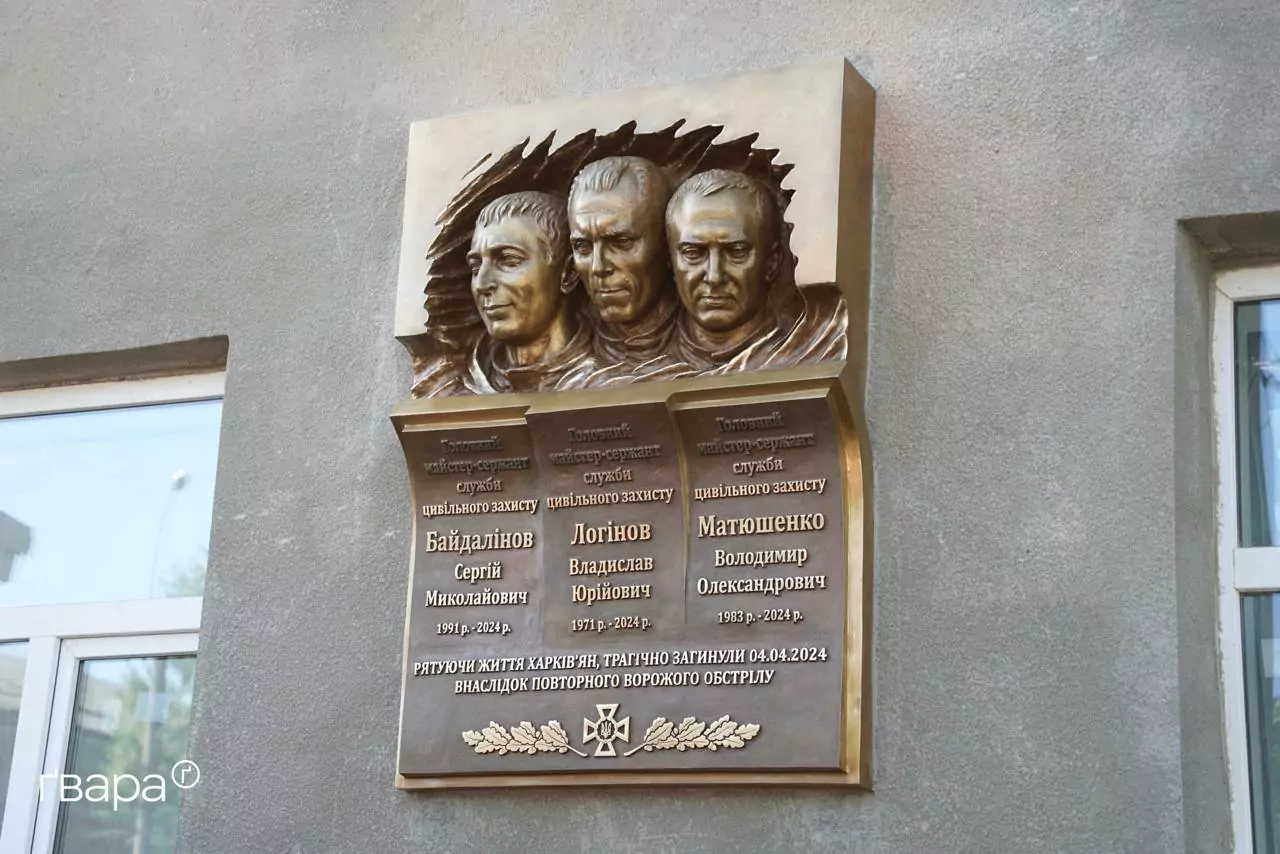 Головний
майстер-сержант
служби
цивільного захисту
Байдалінов
Сергій
Миколайович
1991 р. - 2024 р.
Головний
майстер-сержант
служби
цивільного захисту
Логінов
Владислав
Юрійович
1971 р. - 2024 р.
Головний
майстер-сержант
служби
цивільного захисту
Матюшенко
Володимир
Олександрович
1983 р. - 2024 р.
РЯТУЮЧИ ЖИТТЯ ХАРКІВ'ЯН, ТРАГІЧНО ЗАГИНУЛИ 04.04.2024
ВНАСЛІДОК ПОВТОРНОГО ВОРОЖОГО ОБСТРІЛУ
ґвара ґ